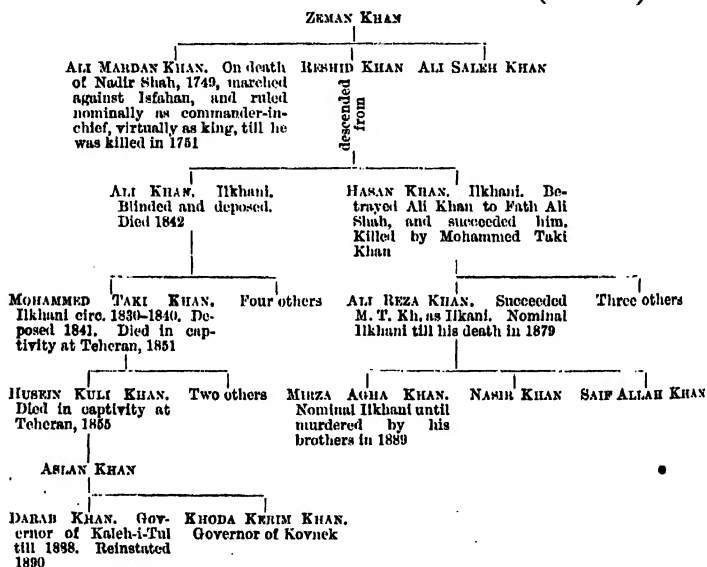 ZEMAN KHAN
ALI MARDAN KHAN. On death
of Nadir Shah, 1749, marched
against Isfahan, and ruled
nominally as commander-in-
chief, virtually as king, till he
was killed in 1751
RESHID KHAN
ALI SALEH KHAN
descended
from
ALI KHAN. Ilkhani.
Blinded and deposed.
Died 1842
HASAN KHAN. Ilkhani. Be-
trayed Ali Khan to Fath Ali
Shah, and succeeded him.
Killed by Mohammed Taki
Khan
MOHAMMED TAKI KHAN.
Ilkhani circ. 1830-1840. De-
posed 1841. Died in cap-
tivity at Teheran, 1851
Four others
ALI REZA KHAN. Succeeded
M. T. Kh. as Ilkani. Nominal
Ilkhani till his death in 1879
Three others
HUSEIN KULI KHAN.
Died in captivity at
Teheran, 1855
Two others
MIRZA AGHA KHAN.
Nominal Ilkhani until
murdered by his
brothers in 1889
NASIR KHAN
SAIF ALLAH KHAN
ASLAN KHAN
DARAB KHAN. Gov-
ernor of Kaleh-i-Tul
till 1888. Reinstated
1890
KHODA KERIM KHAN.
Governor of Kovnek